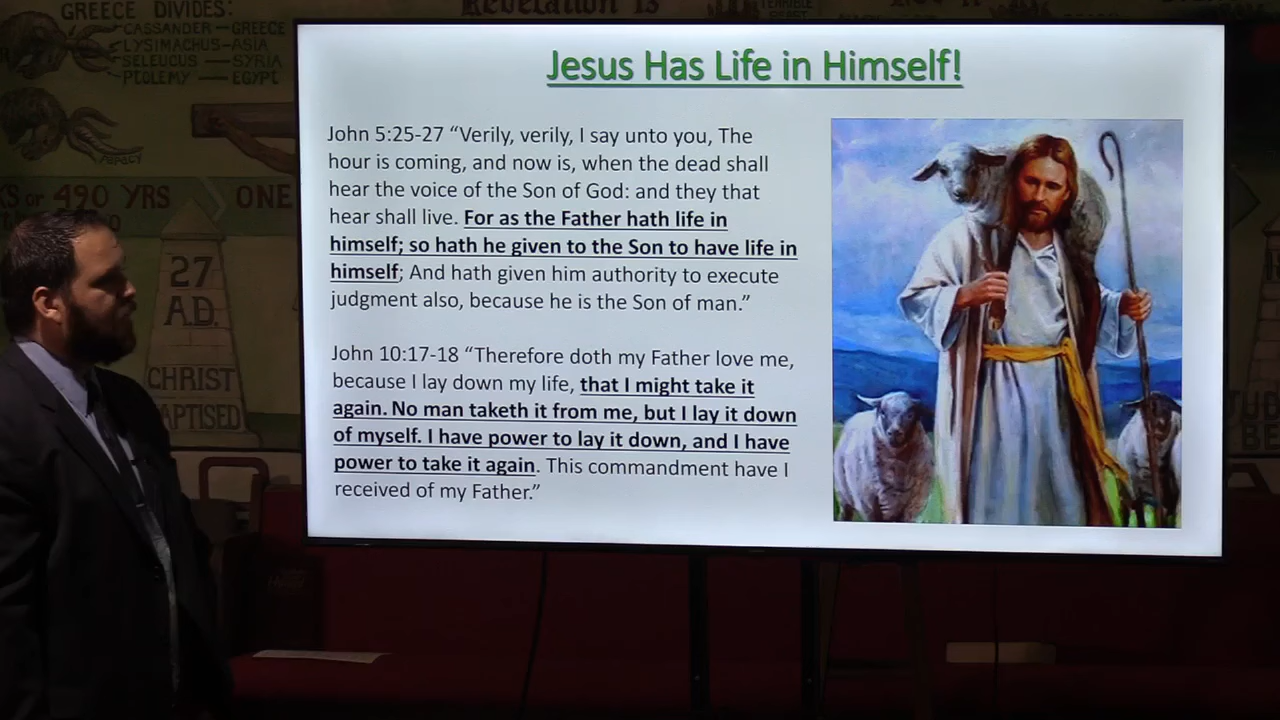 Revelation is
GREECE DIVIDES:
CASSANDER — GREECE
LYSIMACHUS — ASIA
SELEUCUS — SYRIA
PTOLEMY — EGYPT
PAPACY
490 YRS
ONE
27
A.D.
CHRIST
Jesus Has Life in Himself!
John 5:25-27 “Verily, verily, I say unto you, The
hour is coming, and now is, when the dead shall
hear the voice of the Son of God: and they that
hear shall live. For as the Father hath life in
himself; so hath he given to the Son to have life in
himself; And hath given him authority to execute
judgment also, because he is the Son of man.”
John 10:17-18 “Therefore doth my Father love me,
because I lay down my life, that I might take it
again. No man taketh it from me, but I lay it down
of myself. I have power to lay it down, and I have
power to take it again. This commandment have I
received of my Father.”